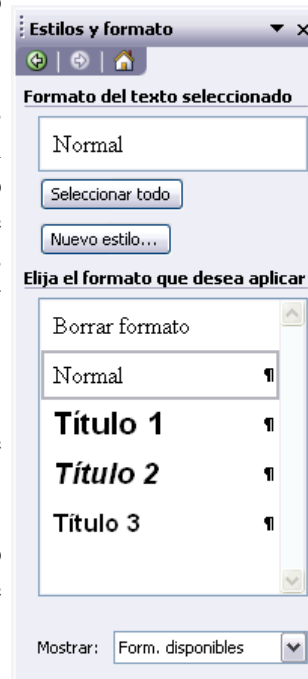 Estilos y formato
Formato del texto seleccionado
Normal
Seleccionar todo
Nuevo estilo...
Elija el formato que desea aplicar
Borrar formato
Normal ¶
Título 1 ¶
Título 2 ¶
Título 3 ¶
Mostrar: Form. disponibles